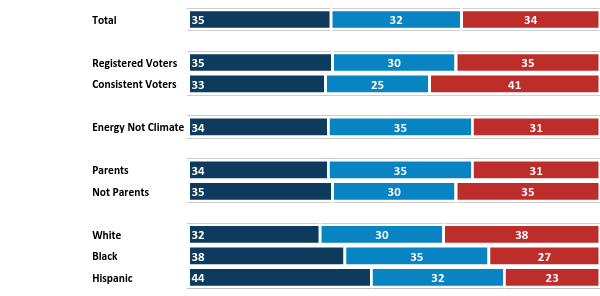 Total 35 32 34
Registered Voters 35 30 35
Consistent Voters 33 25 41
Energy Not Climate 34 35 31
Parents 34 35 31
Not Parents 35 30 35
White 32 30 38
Black 38 35 27
Hispanic 44 32 23